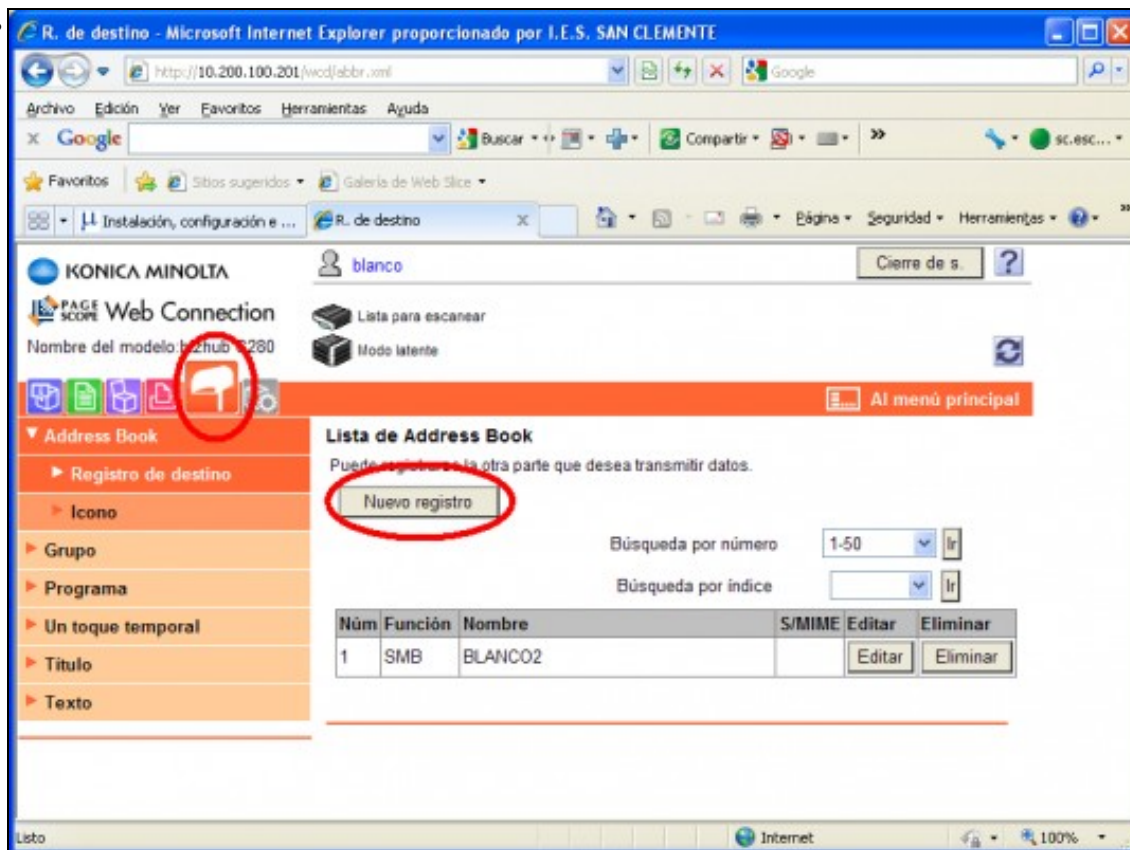 R. de destino - Microsoft Internet Explorer proporcionado por I.E.S. SAN CLEMENTE
http://10.200.100.201/wcd/abbr.xml
Google
Archivo Edición Ver Favoritos Herramientas Ayuda
x Google Buscar Compartir sc.esc...
Favoritos Sitios sugeridos Galería de Web Slice
Instalación, configuración e ... R. de destino x Página Seguridad Herramientas
KONICA MINOLTA
blanco
Cierre de s. ?
PAGE SCOPE Web Connection
Lista para escanear
Nombre del modelo:
Modo latente
Al menú principal
Address Book
Registro de destino
Icono
Grupo
Programa
Un toque temporal
Título
Texto
Lista de Address Book
Puede la otra parte que desea transmitir datos.
Nuevo registro
Búsqueda por número 1-50 Ir
Búsqueda por índice Ir
Núm Función Nombre S/MIME Editar Eliminar
1 SMB BLANCO2 Editar Eliminar
Listo Internet 100%